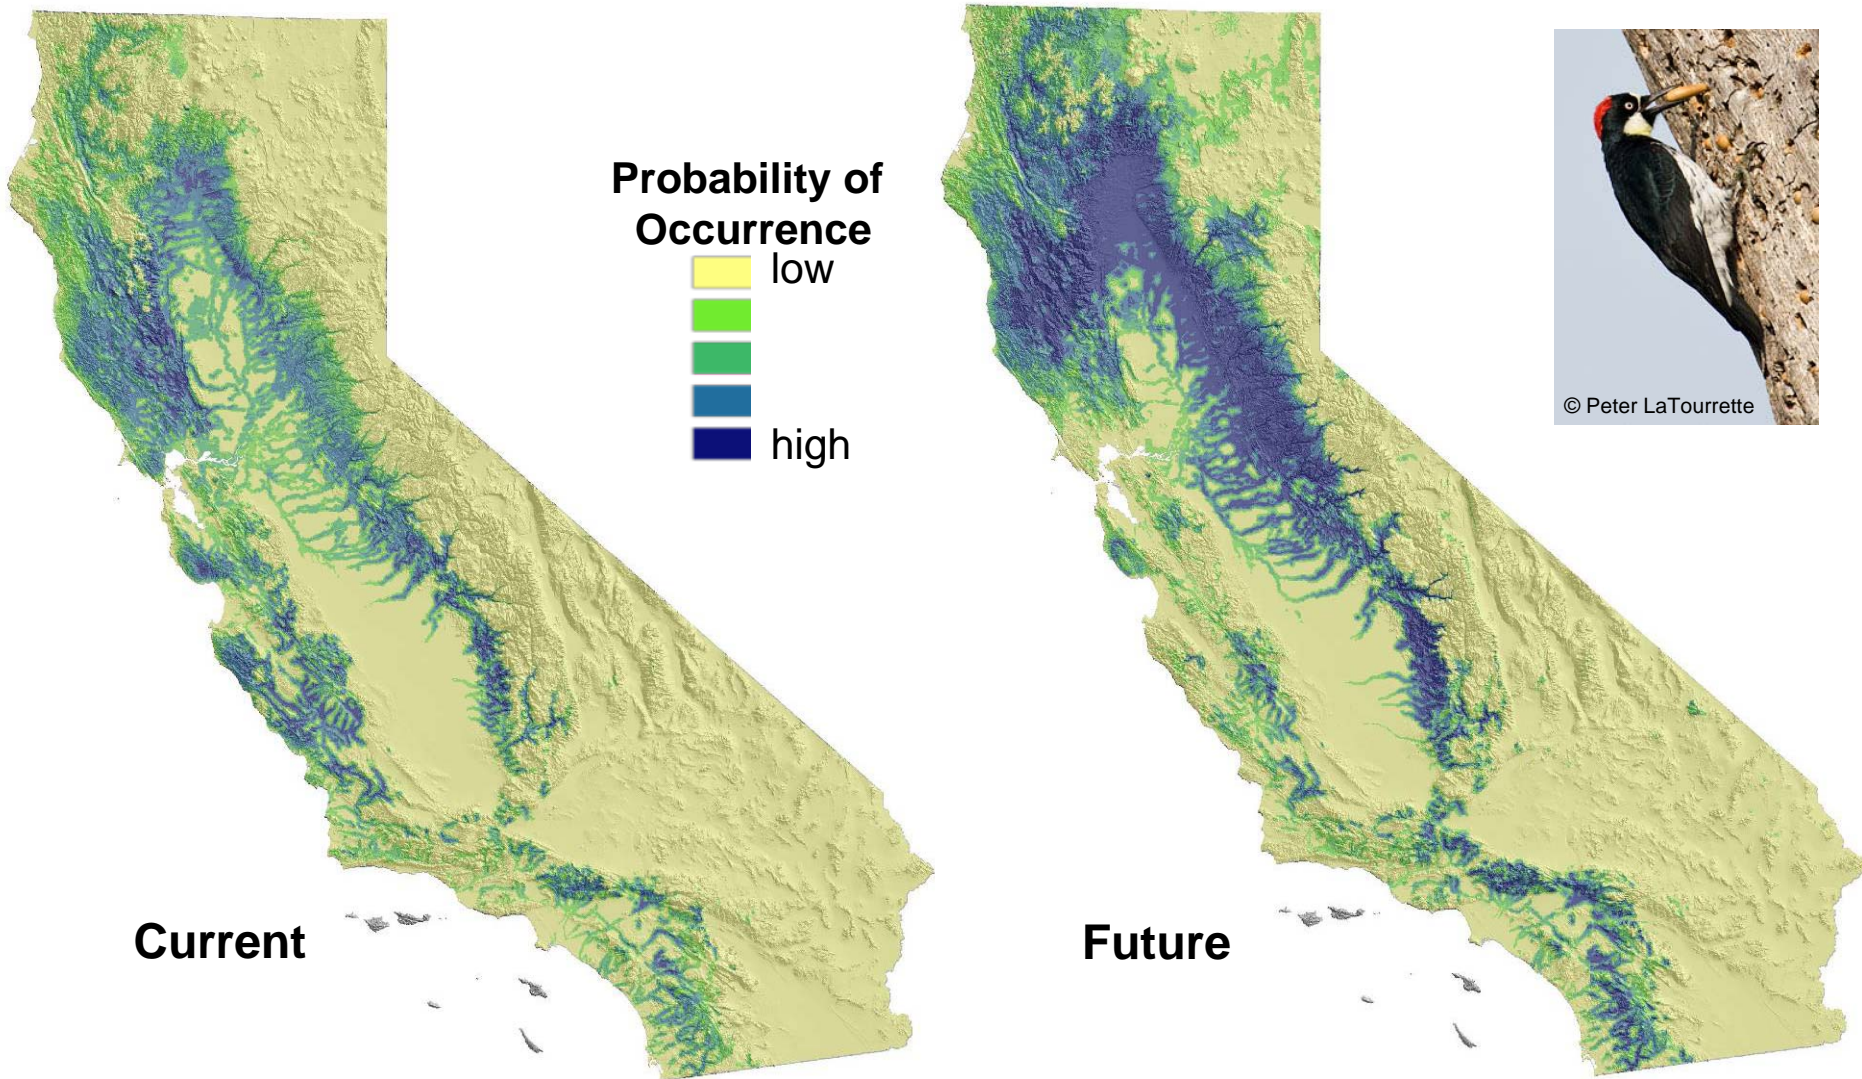 Probability of
Occurrence
low
high
© Peter LaTourrette
Current
Future